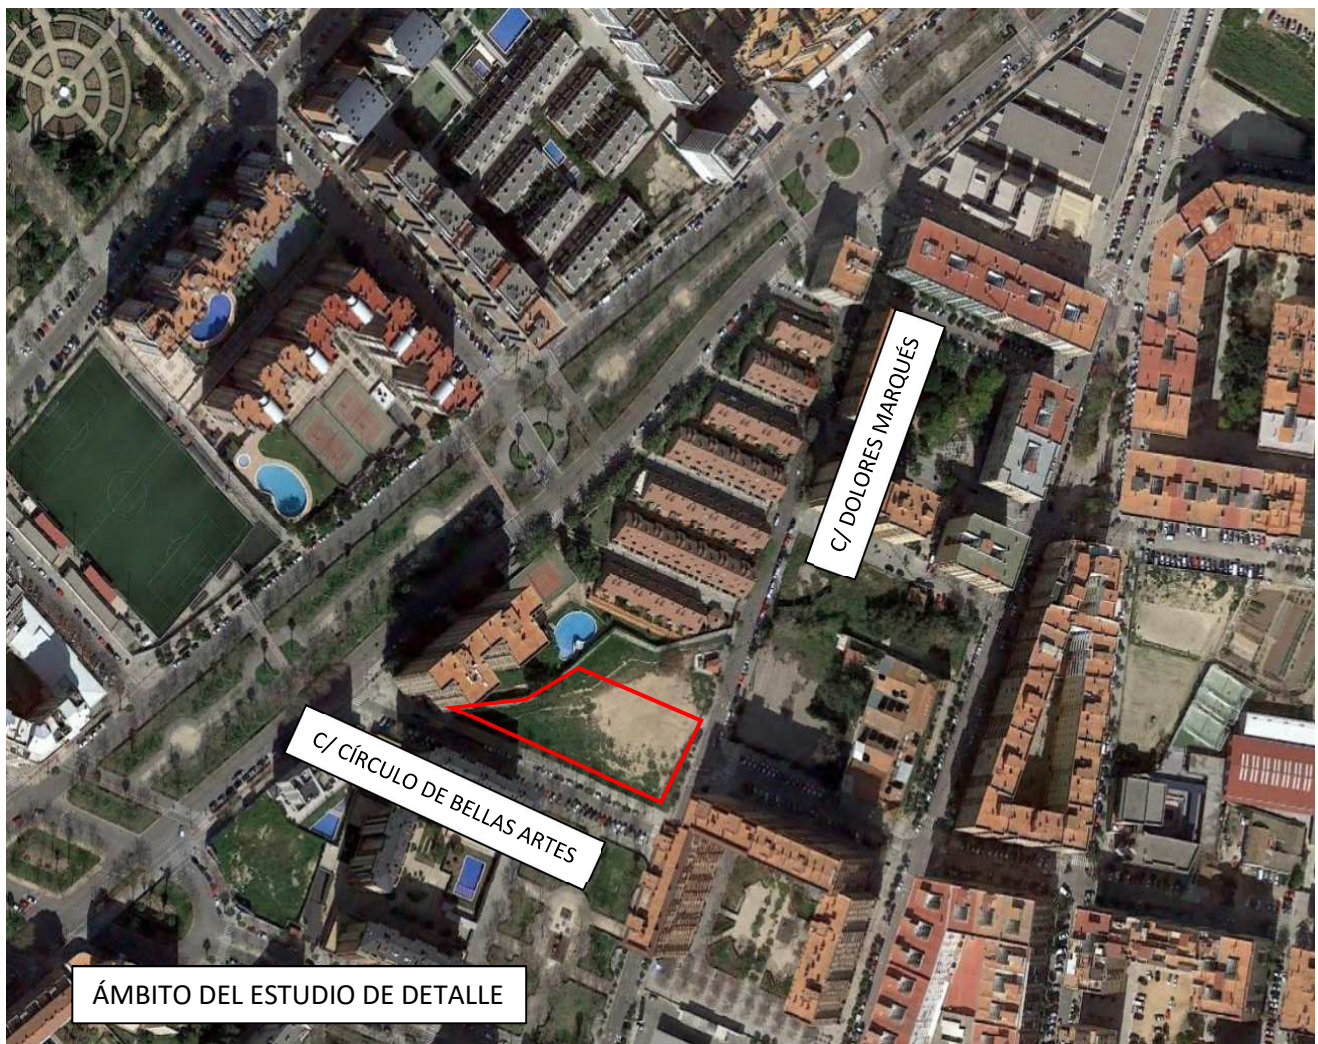 C/ DOLORES MARQUÉS
C/ CÍRCULO DE BELLAS ARTES
ÁMBITO DEL ESTUDIO DE DETALLE